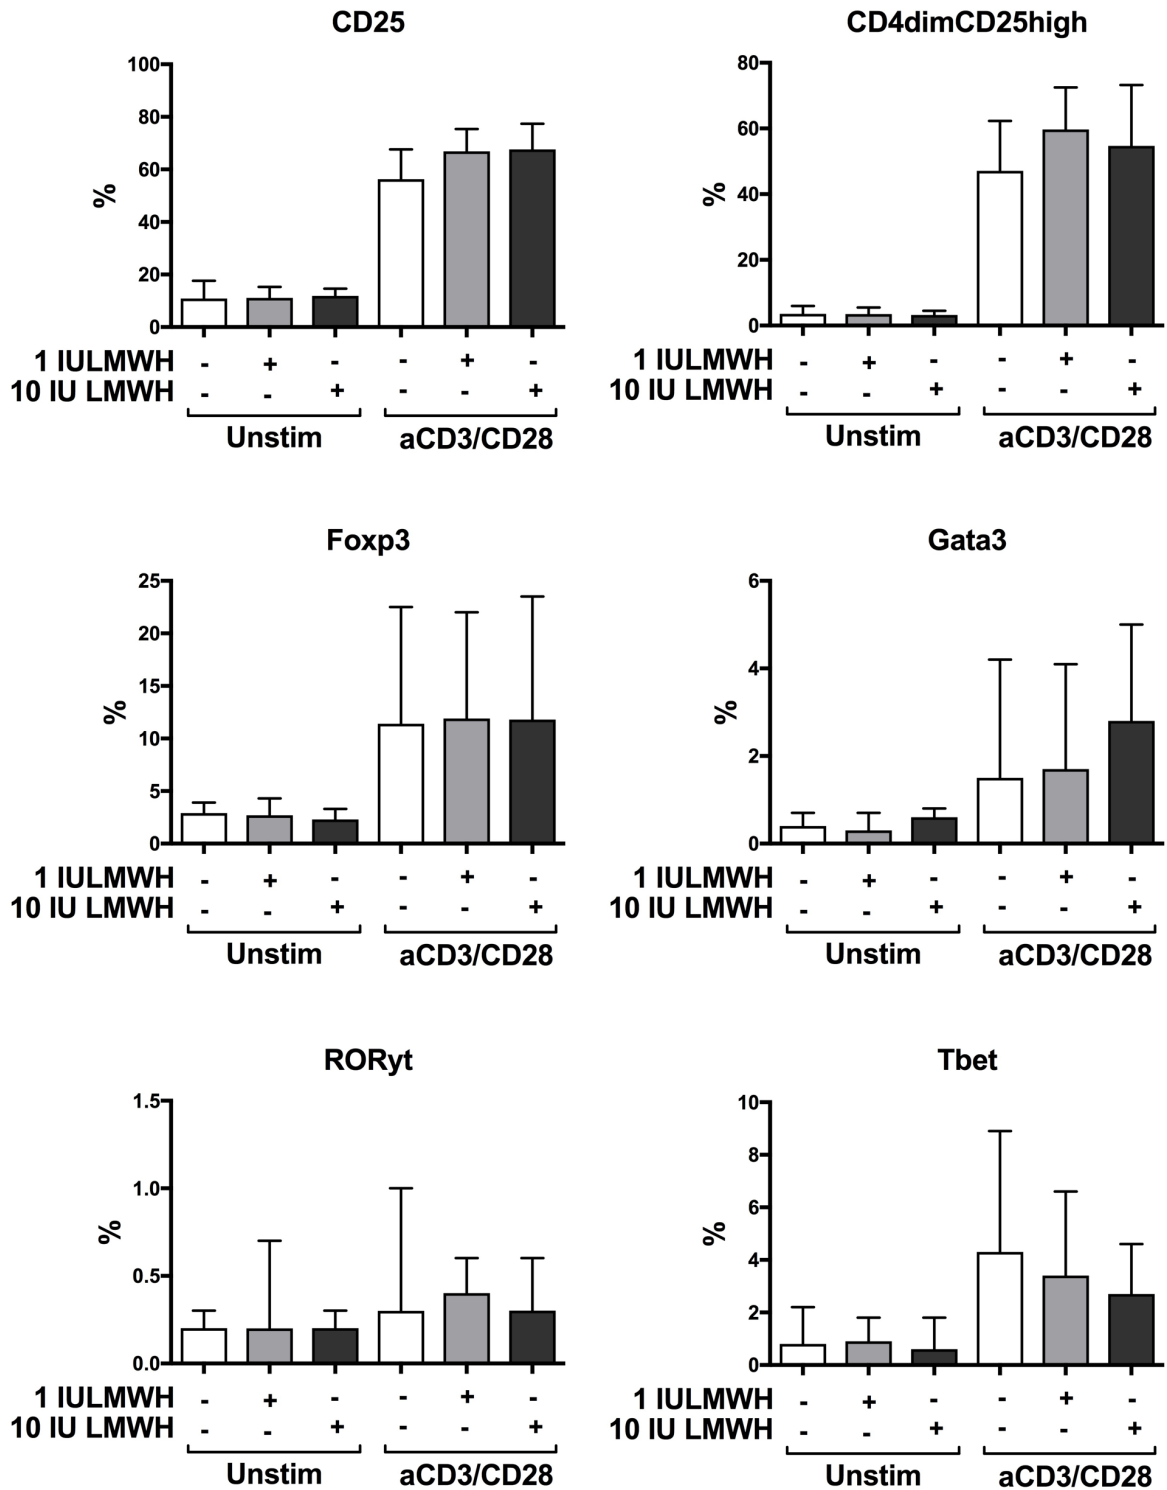 CD25
100
80
60
40
20
0
%
1 IULMWH - + - - + -
10 IU LMWH - - + - - +
Unstim aCD3/CD28
CD4dimCD25high
80
60
40
20
0
%
1 IULMWH - + - - + -
10 IU LMWH - - + - - +
Unstim aCD3/CD28
Foxp3
25
20
15
10
5
0
%
1 IULMWH - + - - + -
10 IU LMWH - - + - - +
Unstim aCD3/CD28
Gata3
6
4
2
0
%
1 IULMWH - + - - + -
10 IU LMWH - - + - - +
Unstim aCD3/CD28
RORyt
1.5
1.0
0.5
0.0
%
1 IULMWH - + - - + -
10 IU LMWH - - + - - +
Unstim aCD3/CD28
Tbet
10
8
6
4
2
0
%
1 IULMWH - + - - + -
10 IU LMWH - - + - - +
Unstim aCD3/CD28